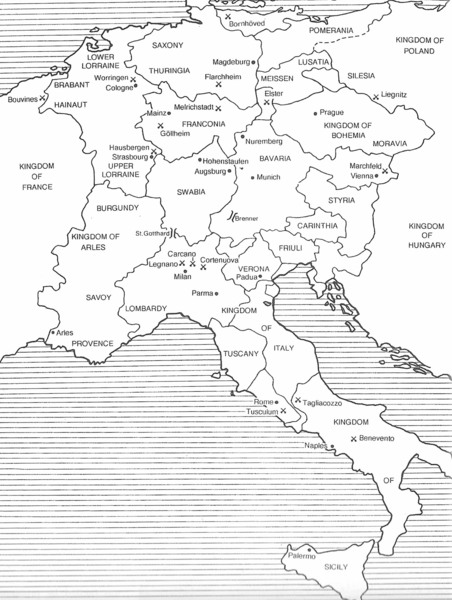 Bornhöved
POMERANIA
KINGDOM
OF
POLAND
SAXONY
LOWER
LORRAINE
Magdeburg
LUSATIA
THURINGIA
MEISSEN
SILESIA
Worringen
Cologne
Flarchheim
BRABANT
Bouvines
HAINAUT
Elster
Liegnitz
Mainz
Melrichstadt
Prague
FRANCONIA
KINGDOM OF
BOHEMIA
Göllheim
Nuremberg
MORAVIA
Hausbergen
Strasbourg
Hohenstaufen
BAVARIA
Marchfeld
Vienna
KINGDOM
OF
FRANCE
UPPER
LORRAINE
Augsburg
Munich
SWABIA
STYRIA
BURGUNDY
Brenner
CARINTHIA
KINGDOM
OF
HUNGARY
KINGDOM OF
ARLES
St.Gotthard
FRIULI
Carcano
Cortenuova
Legnano
Milan
VERONA
Padua
SAVOY
Parma
LOMBARDY
KINGDOM
OF
ITALY
Arles
PROVENCE
TUSCANY
Rome
Tagliacozzo
Tusculum
KINGDOM
Naples
Benevento
OF
Palermo
SICILY